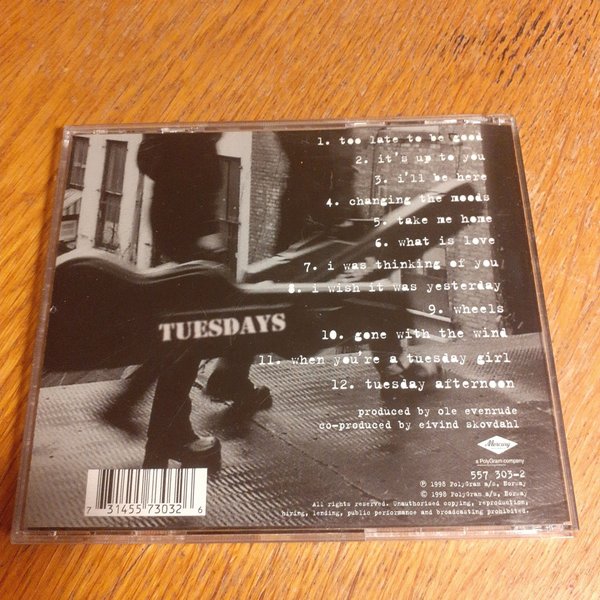 1. too late to be good
2. it's up to you
3. i'll be here
4. changing the moods
5. take me home
6. what is love
7. i was thinking of you
8. i wish it was yesterday
9. wheels
10. gone with the wind
11. when you're a tuesday girl
12. tuesday afternoon
TUESDAYS
produced by ole evenrude
co-produced by eivind skovdahl
Mercury
a PolyGram company
557 303-2
℗ 1998 PolyGram a/s, Norway
© 1998 PolyGram a/s, Norway
All rights reserved. Unauthorised copying, reproduction,
hiring, lending, public performance and broadcasting prohibited.
7 31455 73032 6